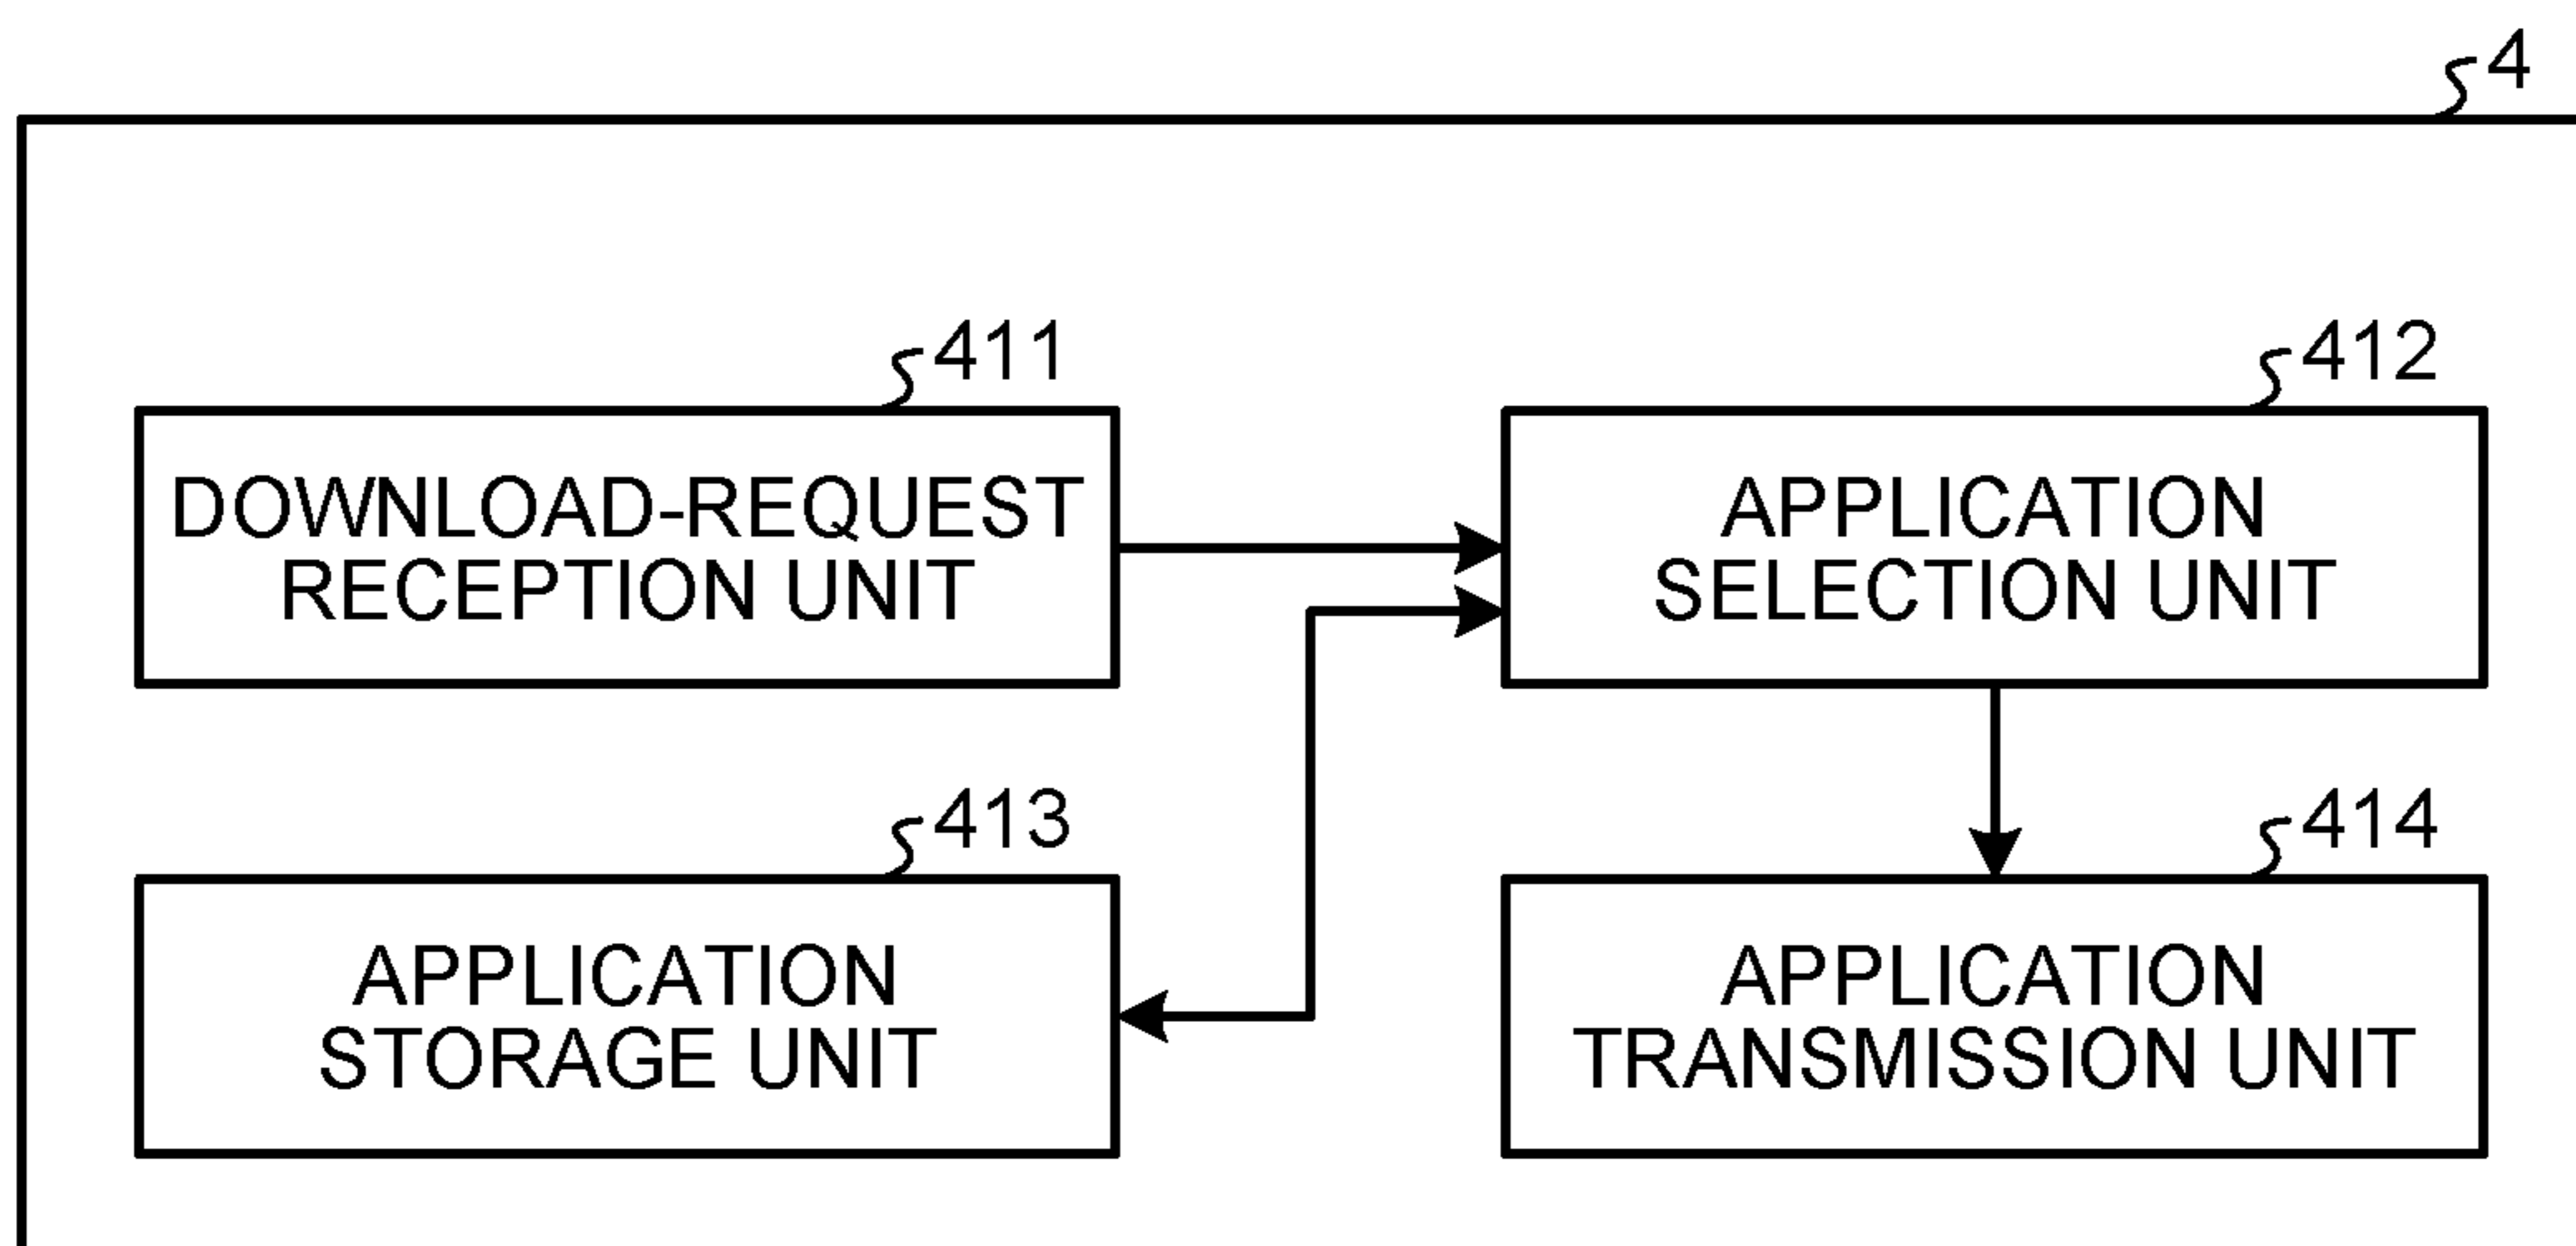 4
411
DOWNLOAD-REQUEST
RECEPTION UNIT
412
APPLICATION
SELECTION UNIT
413
APPLICATION
STORAGE UNIT
414
APPLICATION
TRANSMISSION UNIT